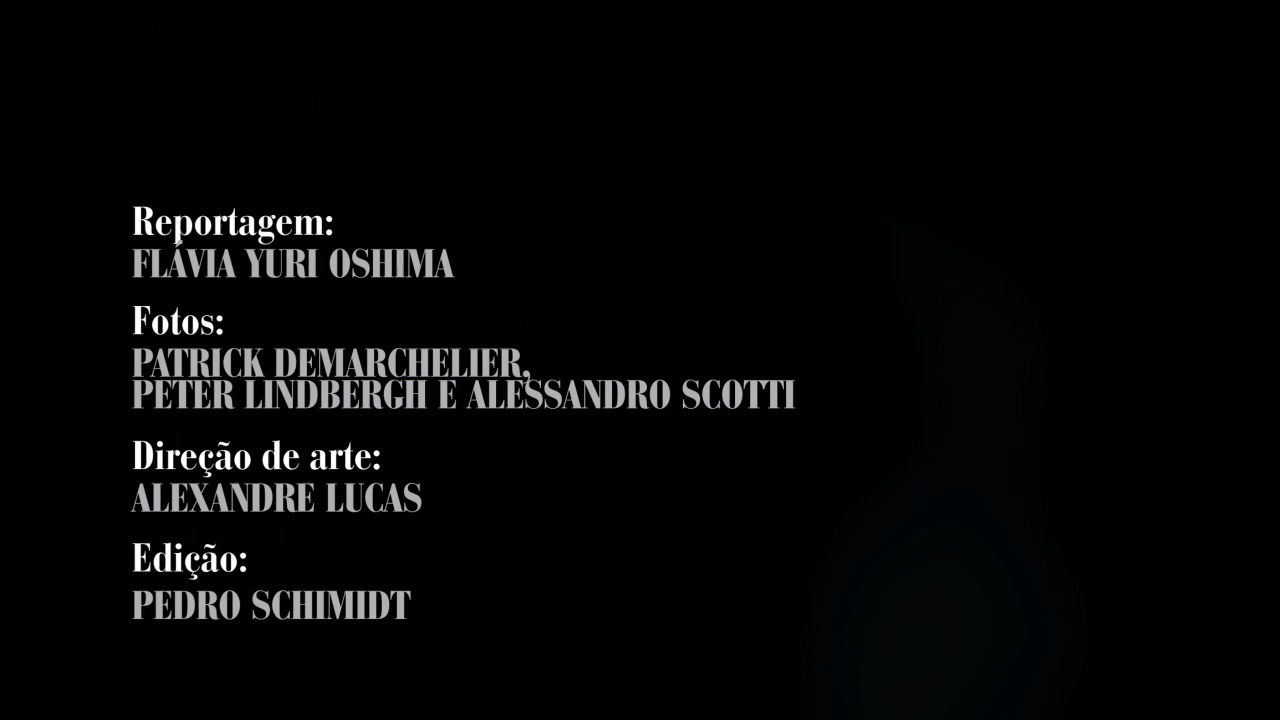 Reportagem:
FLÁVIA YURI OSHIMA
Fotos:
PATRICK DEMARCHELIER,
PETER LINDBERGH E ALESSANDRO SCOTTI
Direção de arte:
ALEXANDRE LUCAS
Edição:
PEDRO SCHIMIDT